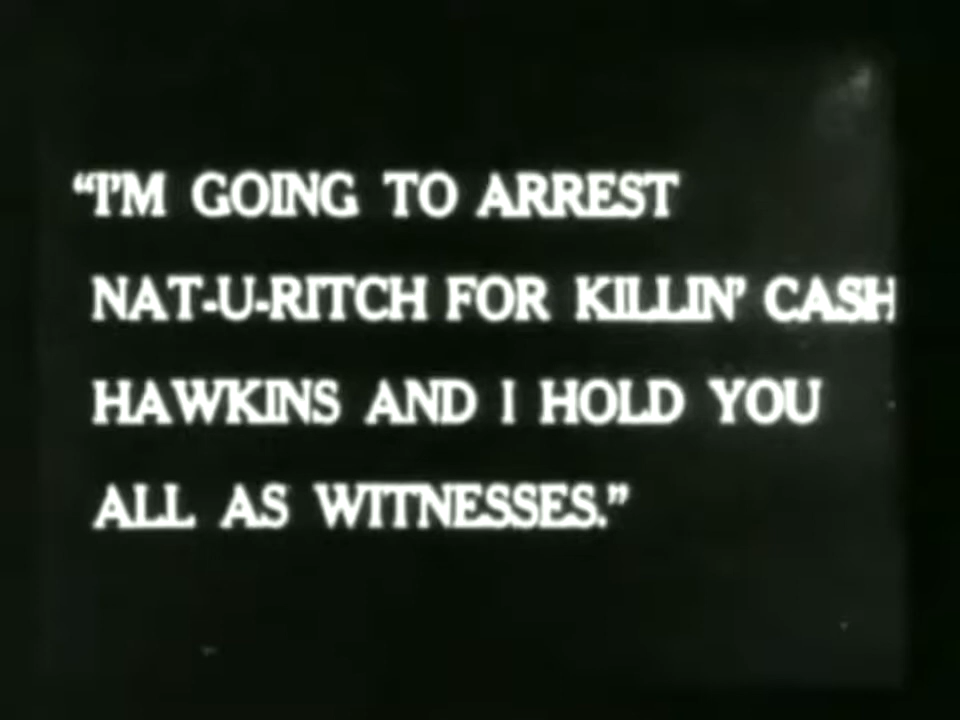 “I'M GOING TO ARREST
NAT-U-RITCH FOR KILLIN' CASH
HAWKINS AND I HOLD YOU
ALL AS WITNESSES.”